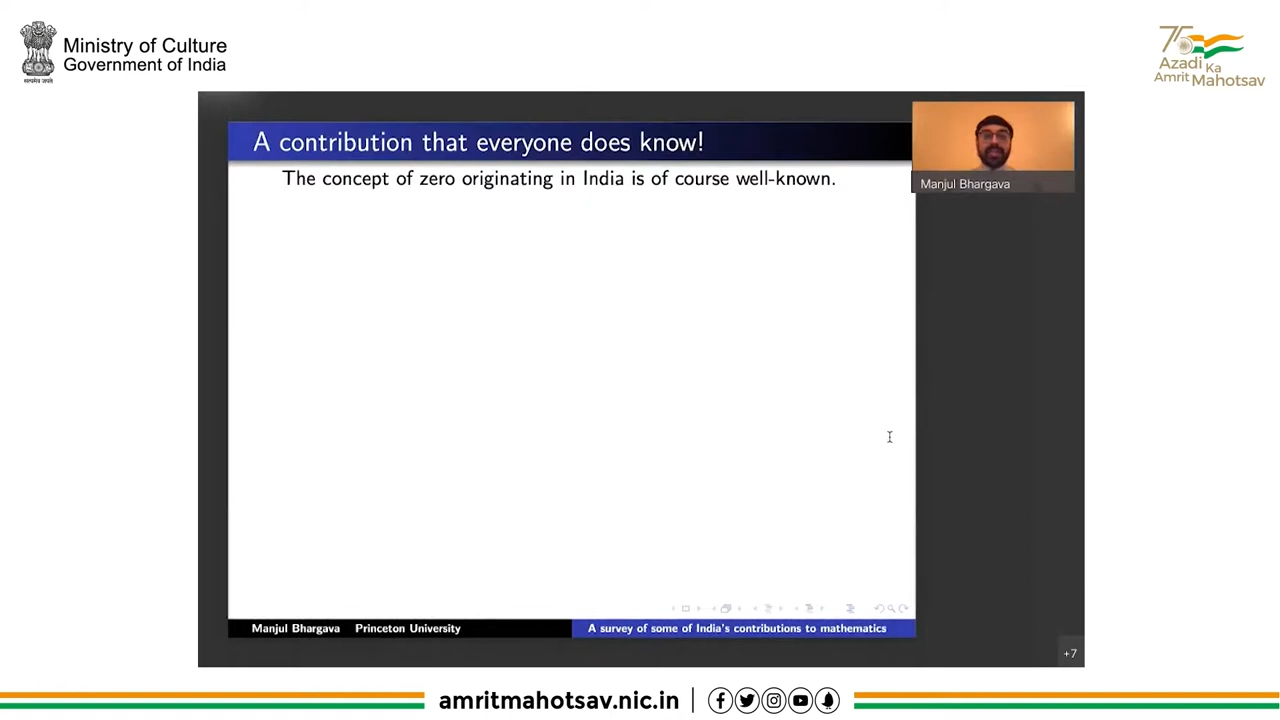 Ministry of Culture
Government of India
75
Azadi
Ka
Amrit Mahotsav
A contribution that everyone does know!
The concept of zero originating in India is of course well-known.
Manjul Bhargava
Manjul Bhargava Princeton University
A survey of some of India's contributions to mathematics
+7
amritmahotsav.nic.in